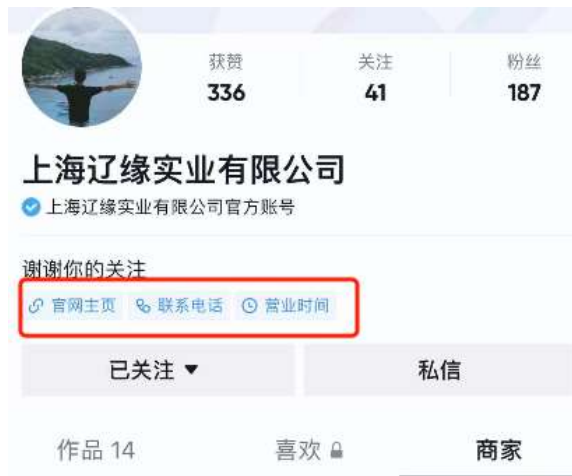 获赞 关注 粉丝
336 41 187
上海辽缘实业有限公司
上海辽缘实业有限公司官方账号
谢谢你的关注
官网主页 联系电话 营业时间
已关注 私信
作品 14 喜欢 商家